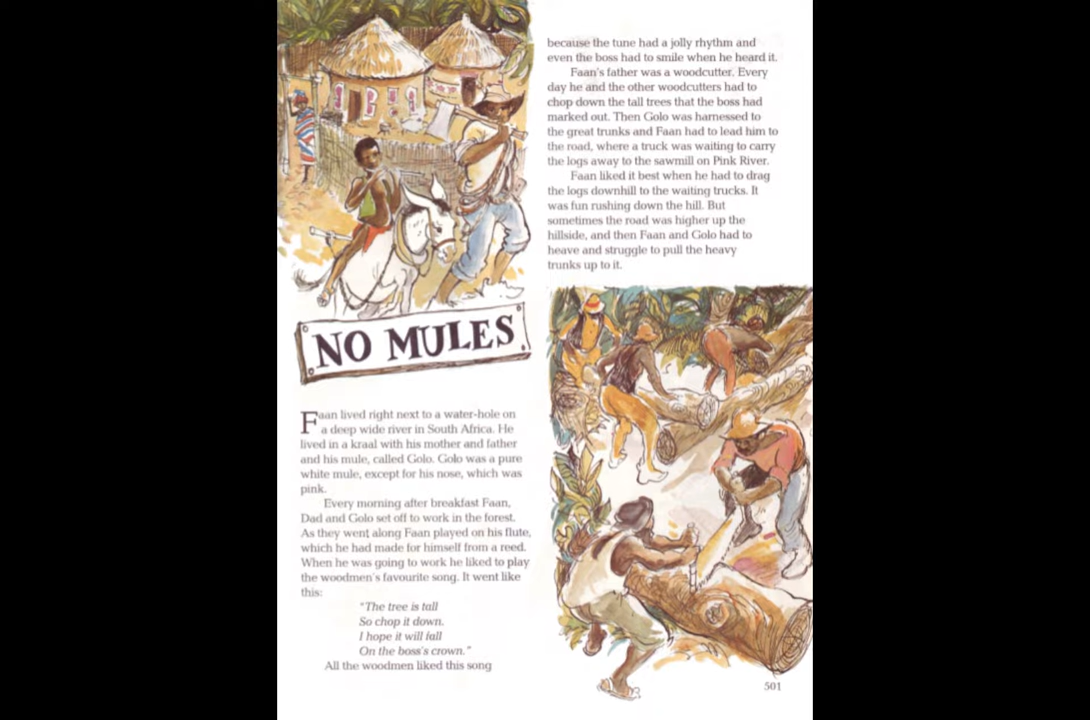 NO MULES
Faan lived right next to a water-hole on
a deep wide river in South Africa. He
lived in a kraal with his mother and father
and his mule, called Golo. Golo was a pure
white mule, except for his nose, which was
pink.
Every morning after breakfast Faan,
Dad and Golo set off to work in the forest.
As they went along Faan played on his flute,
which he had made for himself from a reed.
When he was going to work he liked to play
the woodmen's favourite song. It went like
this:
"The tree is tall
So chop it down.
I hope it will fall
On the boss's crown."
All the woodmen liked this song
because the tune had a jolly rhythm and
even the boss had to smile when he heard it.
Faan's father was a woodcutter. Every
day he and the other woodcutters had to
chop down the tall trees that the boss had
marked out. Then Golo was harnessed to
the great trunks and Faan had to lead him to
the road, where a truck was waiting to carry
the logs away to the sawmill on Pink River.
Faan liked it best when he had to drag
the logs downhill to the waiting trucks. It
was fun rushing down the hill. But
sometimes the road was higher up the
hillside, and then Faan and Golo had to
heave and struggle to pull the heavy
trunks up to it.
501